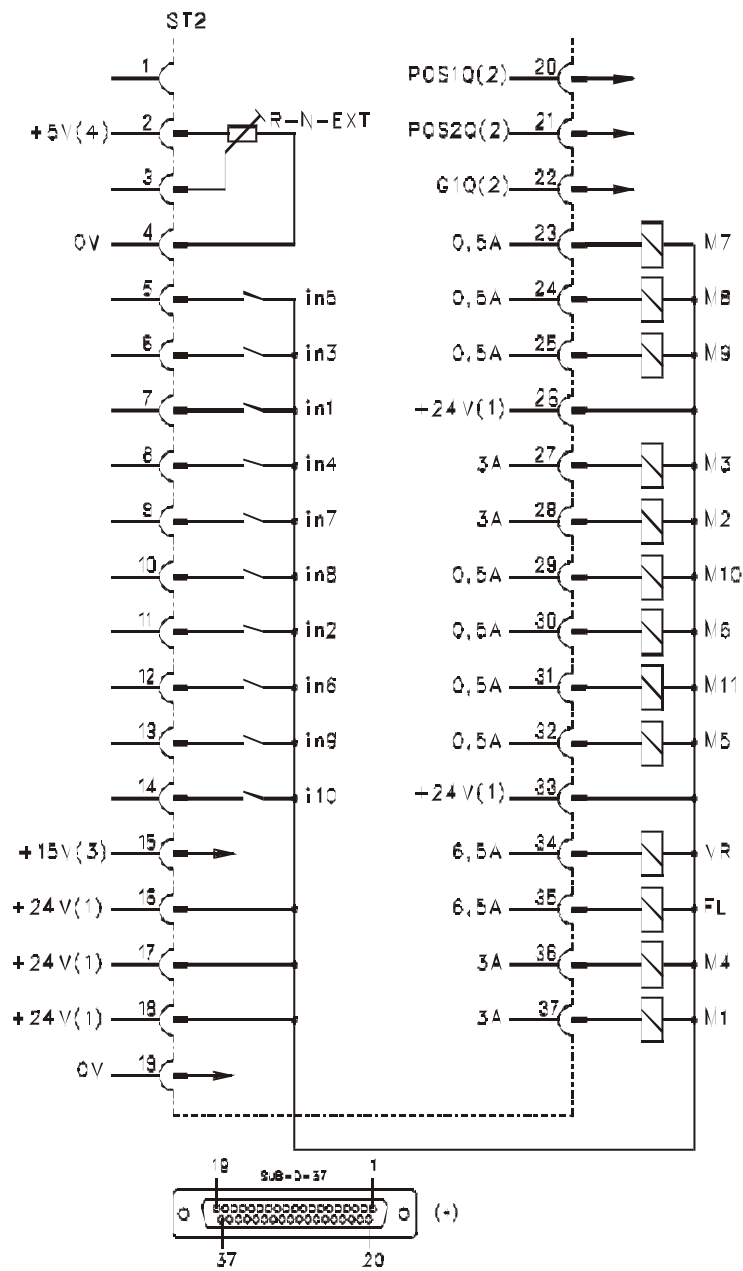 ST2
1
+5V(4) 2 R-N-EXT
3
0V 4
5 in5
6 in3
7 in1
8 in4
9 in7
10 in8
11 in2
12 in6
13 in9
14 i10
+15V(3) 15
+24V(1) 16
+24V(1) 17
+24V(1) 18
0V 19
POS1Q(2) 20
POS2Q(2) 21
G1Q(2) 22
0,5A 23 M7
0,5A 24 M8
0,5A 25 M9
+24V(1) 26
3A 27 M3
3A 28 M2
0,5A 29 M10
0,5A 30 M6
0,5A 31 M11
0,5A 32 M5
+24V(1) 33
6,5A 34 VR
6,5A 35 FL
3A 36 M4
3A 37 M1
19 SUB-D-37 1
37 20